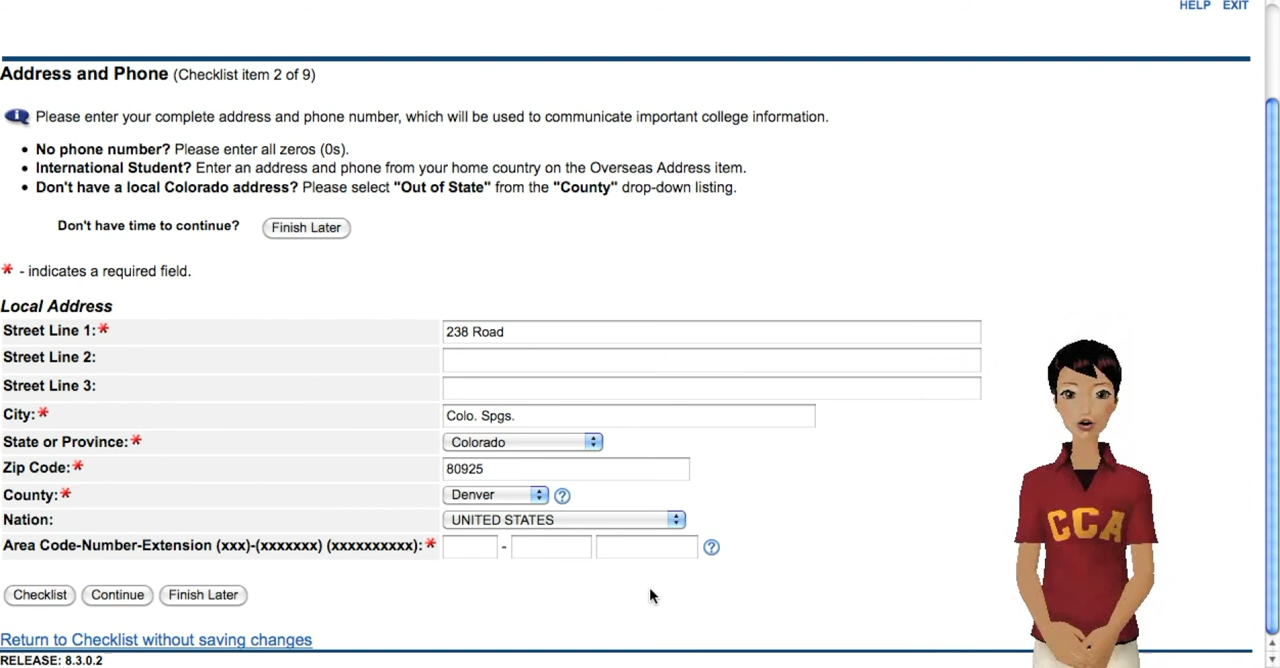 HELP EXIT
Address and Phone (Checklist item 2 of 9)
Please enter your complete address and phone number, which will be used to communicate important college information.
• No phone number? Please enter all zeros (0s).
• International Student? Enter an address and phone from your home country on the Overseas Address item.
• Don't have a local Colorado address? Please select "Out of State" from the "County" drop-down listing.
Don't have time to continue? Finish Later
* - indicates a required field.
Local Address
Street Line 1:* 238 Road
Street Line 2:
Street Line 3:
City:* Colo. Spgs.
State or Province:* Colorado
Zip Code:* 80925
County:* Denver ?
Nation: UNITED STATES
Area Code-Number-Extension (xxx)-(xxxxxxx) (xxxxxxxxxx):* - ?
CCA
Checklist Continue Finish Later
Return to Checklist without saving changes
RELEASE: 8.3.0.2